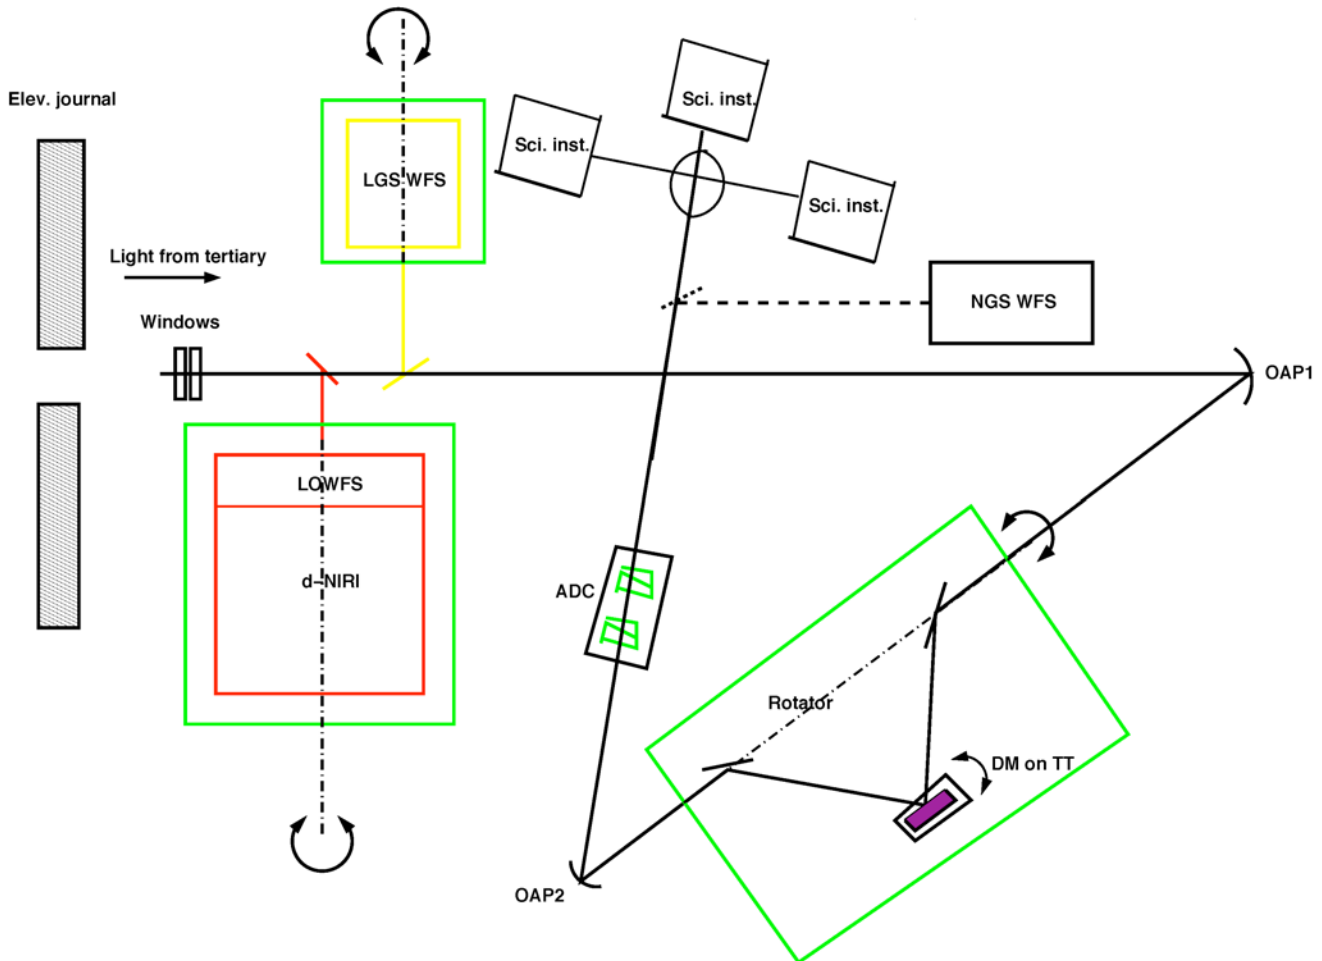 Elev. journal
Sci. inst.
Sci. inst.
LGS WFS
Sci. inst.
Light from tertiary
NGS WFS
Windows
OAP1
LOWFS
d-NIRI
ADC
Rotator
DM on TT
OAP2